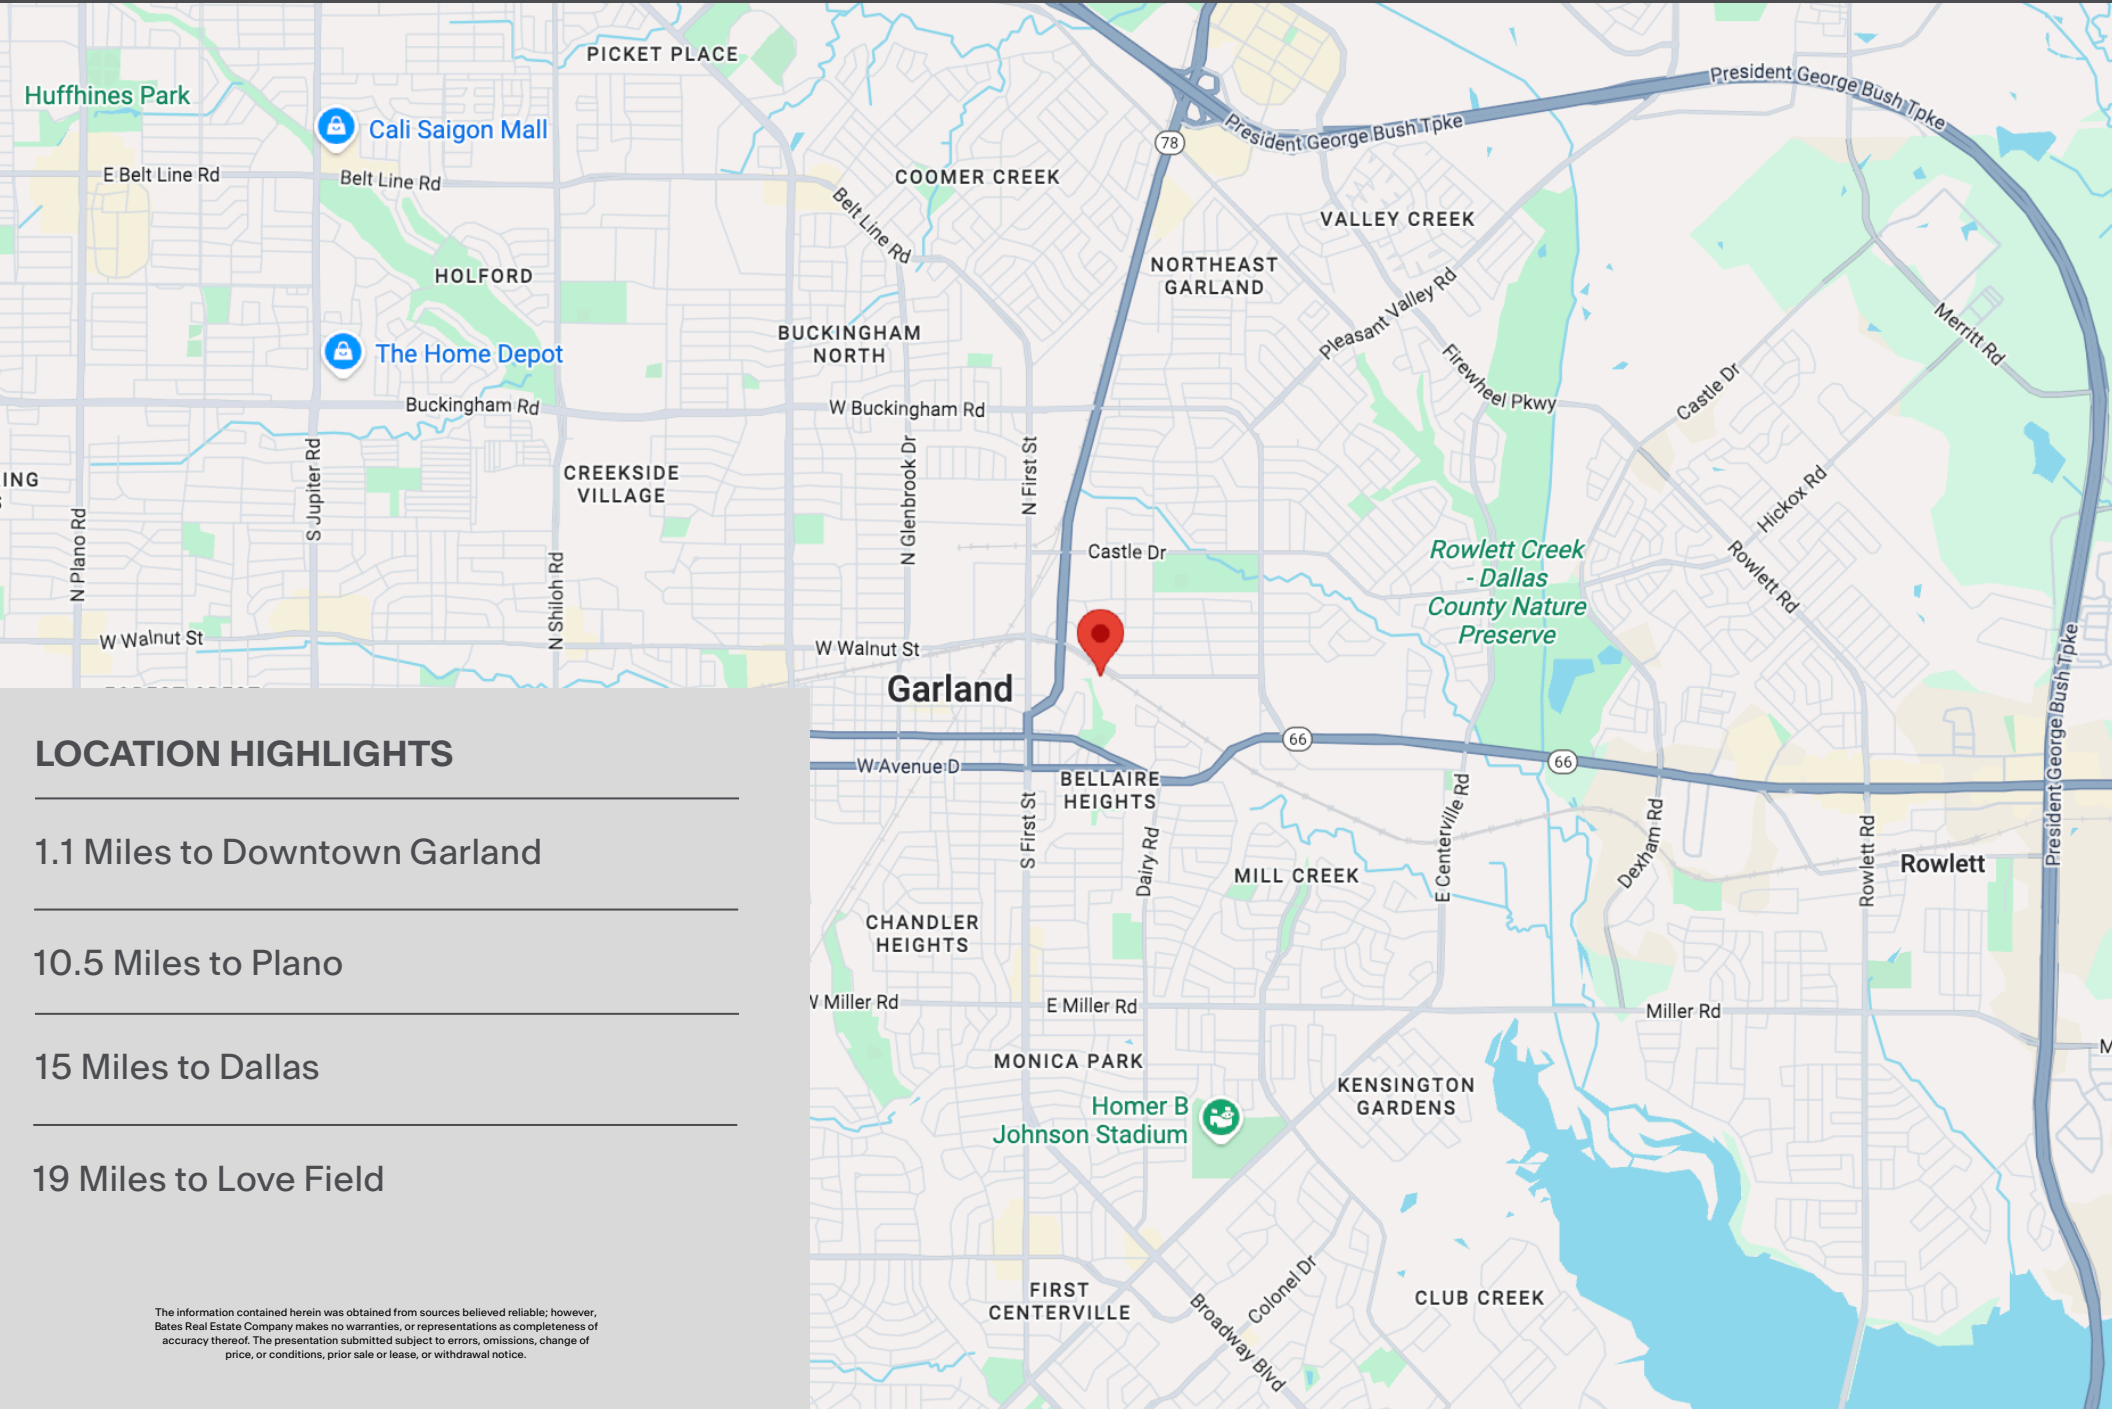 PICKET PLACE
Huffhines Park
Cali Saigon Mall
President George Bush Tpke
President George Bush Tpke
78
E Belt Line Rd
Belt Line Rd
COOMER CREEK
Belt Line Rd
VALLEY CREEK
HOLFORD
NORTHEAST
GARLAND
Pleasant Valley Rd
BUCKINGHAM
NORTH
The Home Depot
Merritt Rd
Firewheel Pkwy
Castle Dr
Buckingham Rd
W Buckingham Rd
ING
CREEKSIDE
VILLAGE
S Jupiter Rd
N Glenbrook Dr
N First St
Hickox Rd
N Plano Rd
N Shiloh Rd
Castle Dr
Rowlett Creek
- Dallas
County Nature
Preserve
Rowlett Rd
W Walnut St
W Walnut St
Garland
President George Bush Tpke
66
66
W Avenue D
BELLAIRE
HEIGHTS
S First St
Dairy Rd
E Centerville Rd
Dexham Rd
Rowlett Rd
Rowlett
MILL CREEK
CHANDLER
HEIGHTS
W Miller Rd
E Miller Rd
Miller Rd
M
MONICA PARK
KENSINGTON
GARDENS
Homer B
Johnson Stadium
FIRST
CENTERVILLE
Colonel Dr
Broadway Blvd
CLUB CREEK
LOCATION HIGHLIGHTS
1.1 Miles to Downtown Garland
10.5 Miles to Plano
15 Miles to Dallas
19 Miles to Love Field
The information contained herein was obtained from sources believed reliable; however,
Bates Real Estate Company makes no warranties, or representations as completeness of
accuracy thereof. The presentation submitted subject to errors, omissions, change of
price, or conditions, prior sale or lease, or withdrawal notice.